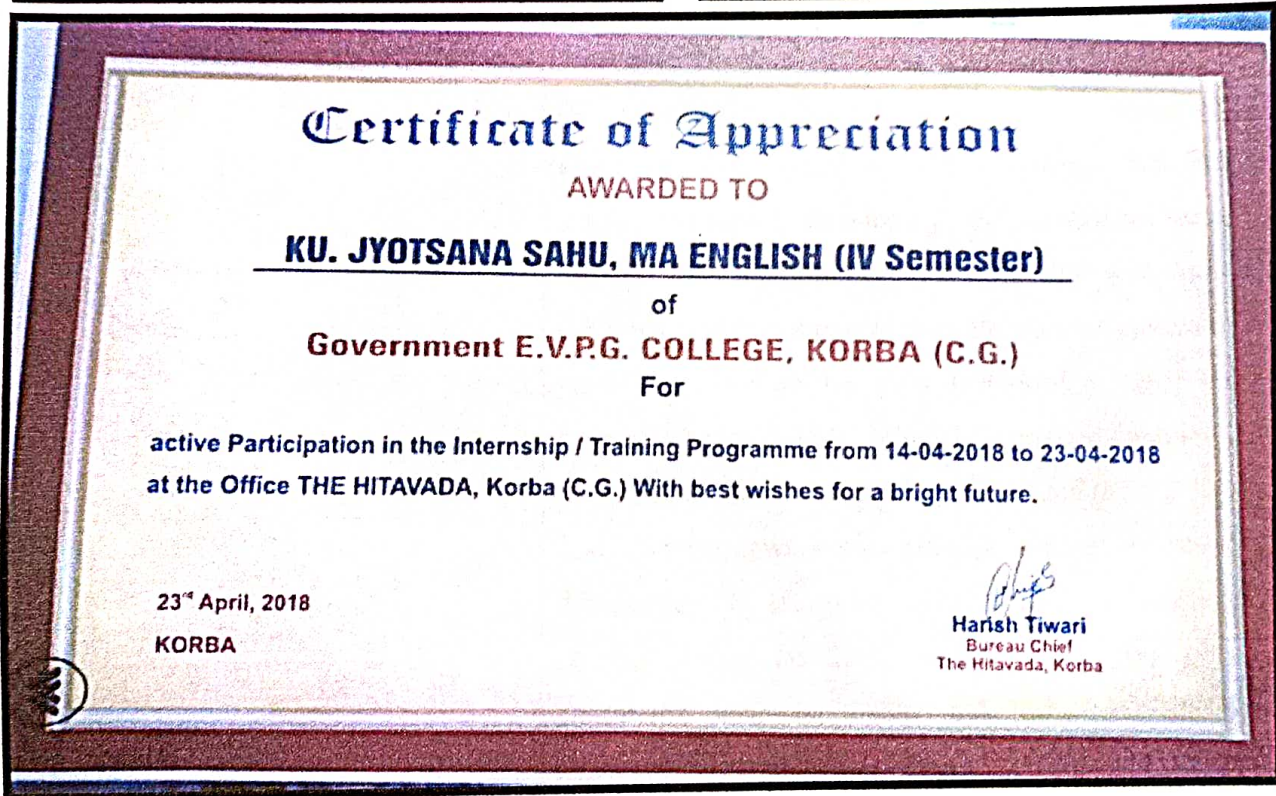 Certificate of Appreciation
AWARDED TO
KU. JYOTSANA SAHU, MA ENGLISH (IV Semester)
of
Government E.V.P.G. COLLEGE, KORBA (C.G.)
For
active Participation in the Internship / Training Programme from 14-04-2018 to 23-04-2018
at the Office THE HITAVADA, Korba (C.G.) With best wishes for a bright future.
23rd April, 2018
KORBA
Harish Tiwari
Bureau Chief
The Hitavada, Korba